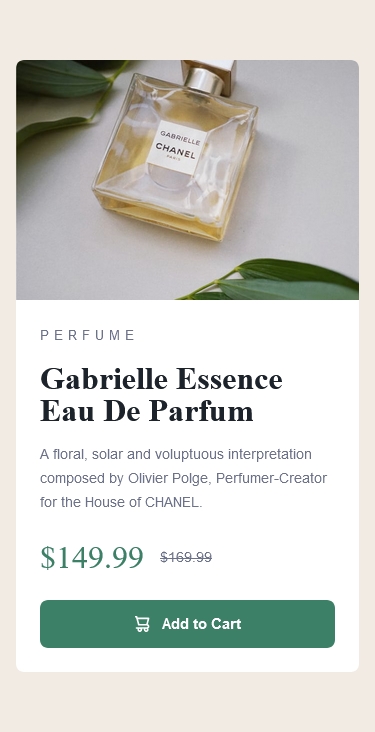 GABRIELLE
CHANEL
PARIS
PERFUME
Gabrielle Essence
Eau De Parfum
A floral, solar and voluptuous interpretation
composed by Olivier Polge, Perfumer-Creator
for the House of CHANEL.
$149.99 $169.99
Add to Cart